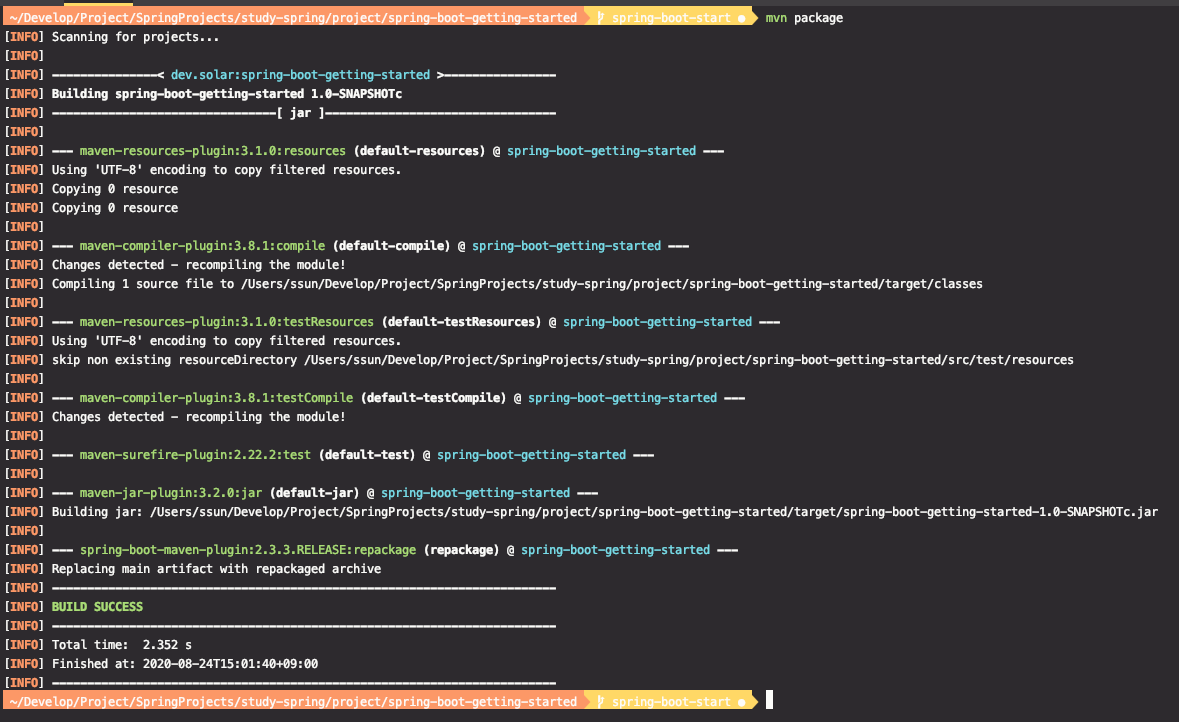 ~/Develop/Project/SpringProjects/study-spring/project/spring-boot-getting-started spring-boot-start ● mvn package
[INFO] Scanning for projects...
[INFO]
[INFO] ---------------< dev.solar:spring-boot-getting-started >----------------
[INFO] Building spring-boot-getting-started 1.0-SNAPSHOTc
[INFO] --------------------------------[ jar ]---------------------------------
[INFO]
[INFO] --- maven-resources-plugin:3.1.0:resources (default-resources) @ spring-boot-getting-started ---
[INFO] Using 'UTF-8' encoding to copy filtered resources.
[INFO] Copying 0 resource
[INFO] Copying 0 resource
[INFO]
[INFO] --- maven-compiler-plugin:3.8.1:compile (default-compile) @ spring-boot-getting-started ---
[INFO] Changes detected - recompiling the module!
[INFO] Compiling 1 source file to /Users/ssun/Develop/Project/SpringProjects/study-spring/project/spring-boot-getting-started/target/classes
[INFO]
[INFO] --- maven-resources-plugin:3.1.0:testResources (default-testResources) @ spring-boot-getting-started ---
[INFO] Using 'UTF-8' encoding to copy filtered resources.
[INFO] skip non existing resourceDirectory /Users/ssun/Develop/Project/SpringProjects/study-spring/project/spring-boot-getting-started/src/test/resources
[INFO]
[INFO] --- maven-compiler-plugin:3.8.1:testCompile (default-testCompile) @ spring-boot-getting-started ---
[INFO] Changes detected - recompiling the module!
[INFO]
[INFO] --- maven-surefire-plugin:2.22.2:test (default-test) @ spring-boot-getting-started ---
[INFO]
[INFO] --- maven-jar-plugin:3.2.0:jar (default-jar) @ spring-boot-getting-started ---
[INFO] Building jar: /Users/ssun/Develop/Project/SpringProjects/study-spring/project/spring-boot-getting-started/target/spring-boot-getting-started-1.0-SNAPSHOTc.jar
[INFO]
[INFO] --- spring-boot-maven-plugin:2.3.3.RELEASE:repackage (repackage) @ spring-boot-getting-started ---
[INFO] Replacing main artifact with repackaged archive
[INFO] ------------------------------------------------------------------------
[INFO] BUILD SUCCESS
[INFO] ------------------------------------------------------------------------
[INFO] Total time:  2.352 s
[INFO] Finished at: 2020-08-24T15:01:40+09:00
[INFO] ------------------------------------------------------------------------
~/Develop/Project/SpringProjects/study-spring/project/spring-boot-getting-started spring-boot-start ●